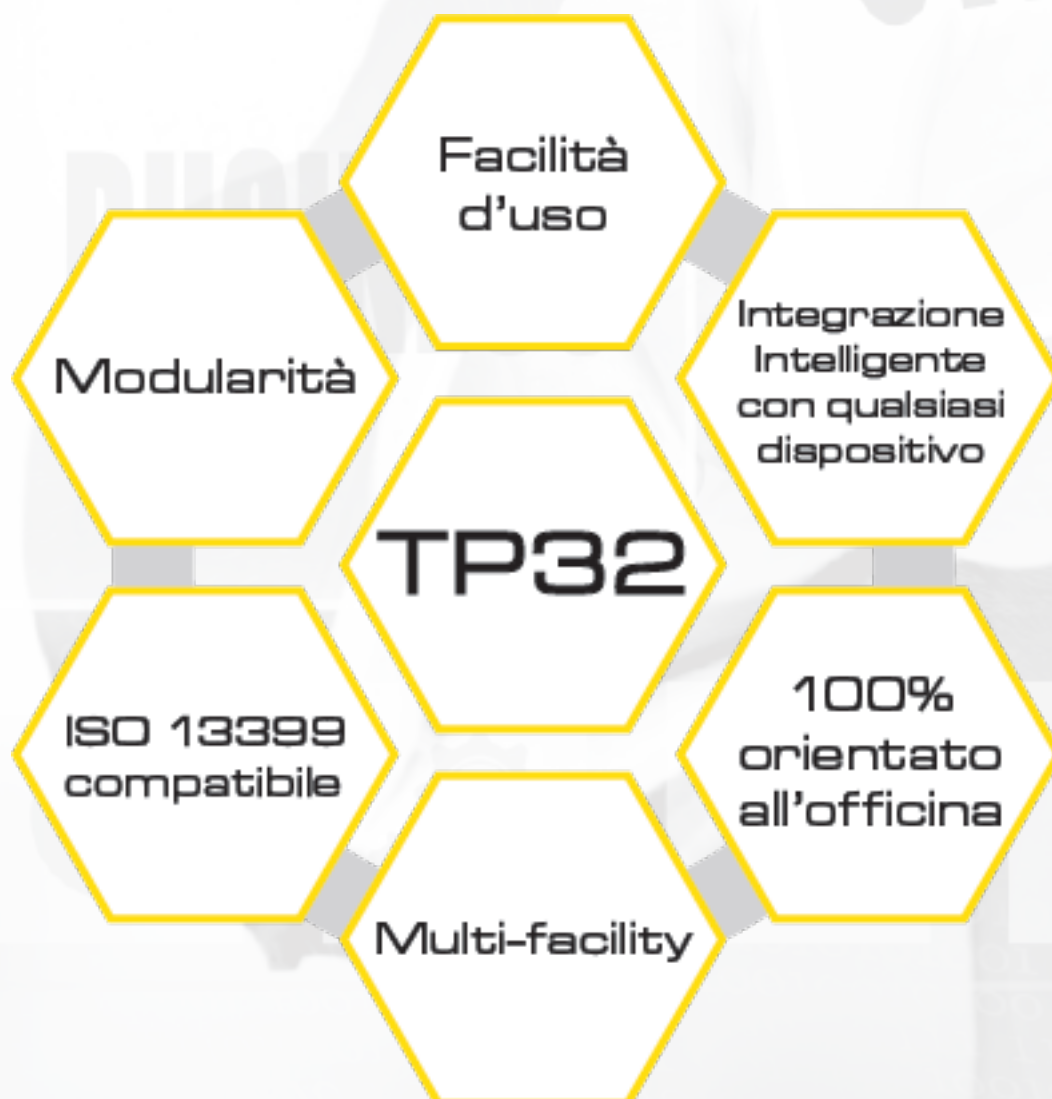 Facilità
d'uso
Modularità
Integrazione
Intelligente
con qualsiasi
dispositivo
TP32
ISO 13399
compatibile
100%
orientato
all'officina
Multi-facility